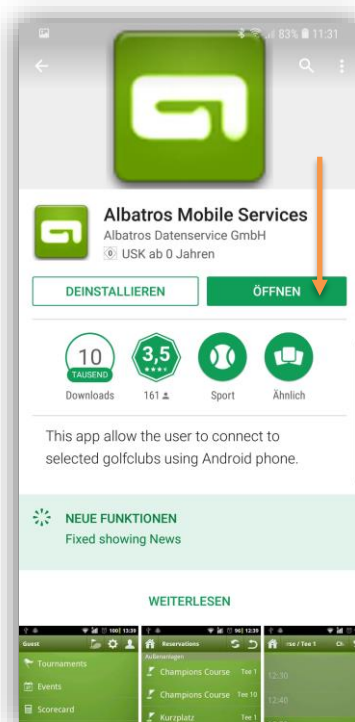 83% 11:31
Albatros Mobile Services
Albatros Datenservice GmbH
0 USK ab 0 Jahren
DEINSTALLIEREN
ÖFFNEN
10
TAUSEND
3,5
Downloads
161
Sport
Ähnlich
This app allow the user to connect to
selected golfclubs using Android phone.
NEUE FUNKTIONEN
Fixed showing News
WEITERLESEN
Guest
Tournaments
Events
Scorecard
Reservations
Außenanlagen
Champions Course Tee 1
Champions Course Tee 10
Kurzplatz Tee 1
rse / Tee 1
12:30
12:40